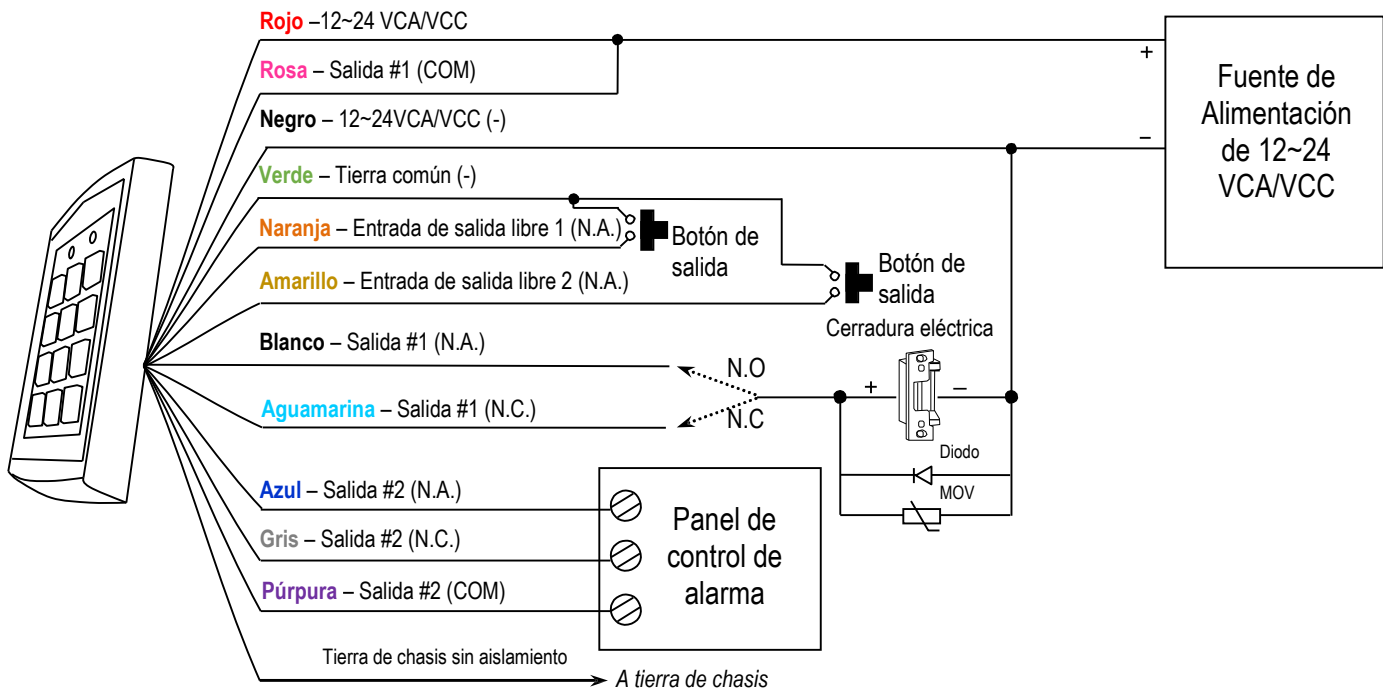 Rojo –12~24 VCA/VCC
Rosa – Salida #1 (COM)
Negro – 12~24VCA/VCC (-)
Verde – Tierra común (-)
Naranja – Entrada de salida libre 1 (N.A.)
Amarillo – Entrada de salida libre 2 (N.A.)
Blanco – Salida #1 (N.A.)
Aguamarina – Salida #1 (N.C.)
Azul – Salida #2 (N.A.)
Gris – Salida #2 (N.C.)
Púrpura – Salida #2 (COM)
Tierra de chasis sin aislamiento
A tierra de chasis
Botón de
salida
Botón de
salida
Cerradura eléctrica
N.O
N.C
+
–
Diodo
MOV
Panel de
control de
alarma
+
–
Fuente de
Alimentación
de 12~24
VCA/VCC